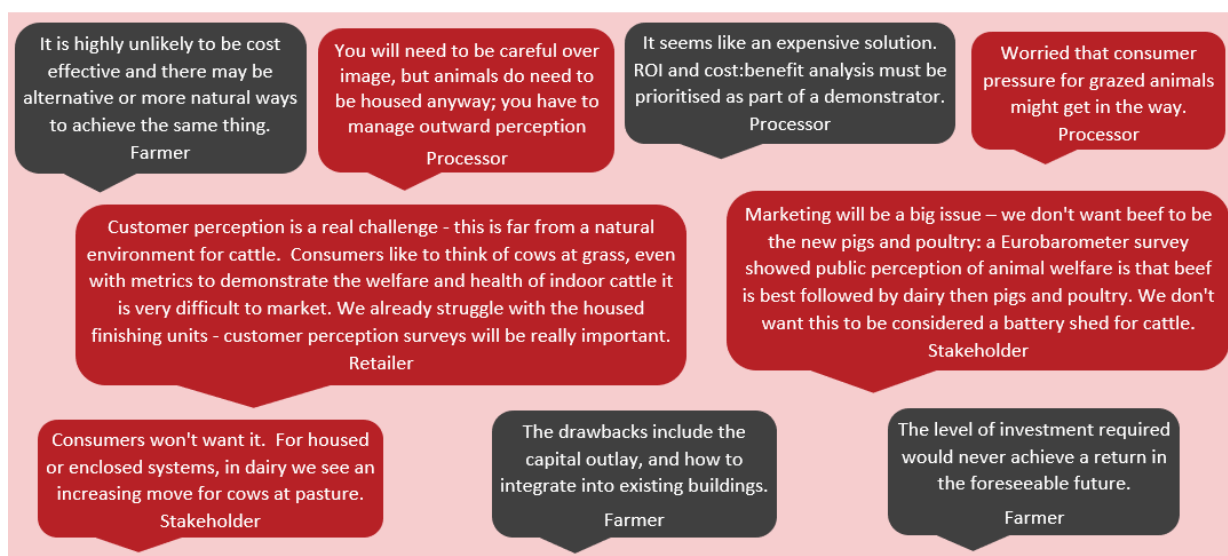 It is highly unlikely to be cost
effective and there may be
alternative or more natural ways
to achieve the same thing.
Farmer
You will need to be careful over
image, but animals do need to
be housed anyway; you have to
manage outward perception
Processor
It seems like an expensive solution.
ROI and cost:benefit analysis must be
prioritised as part of a demonstrator.
Processor
Worried that consumer
pressure for grazed animals
might get in the way.
Processor
Customer perception is a real challenge - this is far from a natural
environment for cattle.  Consumers like to think of cows at grass, even
with metrics to demonstrate the welfare and health of indoor cattle it
is very difficult to market. We already struggle with the housed
finishing units - customer perception surveys will be really important.
Retailer
Marketing will be a big issue – we don't want beef to be
the new pigs and poultry: a Eurobarometer survey
showed public perception of animal welfare is that beef
is best followed by dairy then pigs and poultry. We don't
want this to be considered a battery shed for cattle.
Stakeholder
Consumers won't want it.  For housed
or enclosed systems, in dairy we see an
increasing move for cows at pasture.
Stakeholder
The drawbacks include the
capital outlay, and how to
integrate into existing buildings.
Farmer
The level of investment required
would never achieve a return in
the foreseeable future.
Farmer